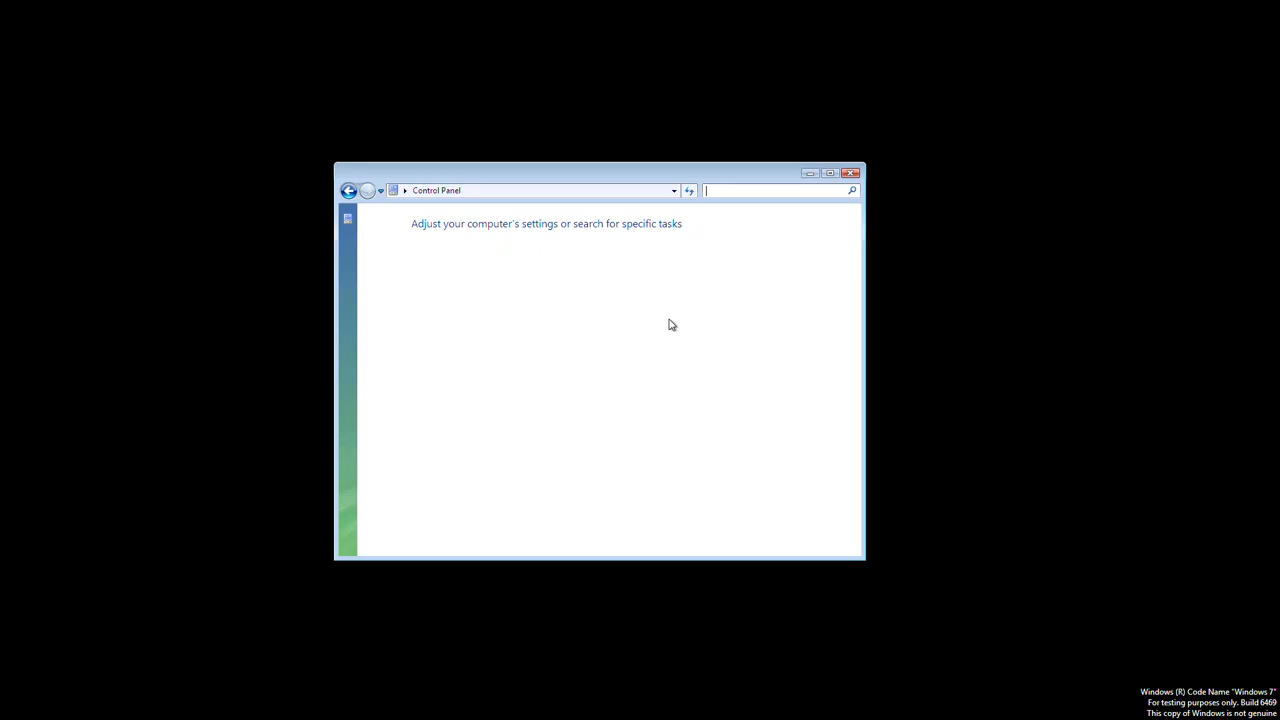 Control Panel
Adjust your computer's settings or search for specific tasks
Windows (R) Code Name "Windows 7"
For testing purposes only. Build 6469
This copy of Windows is not genuine